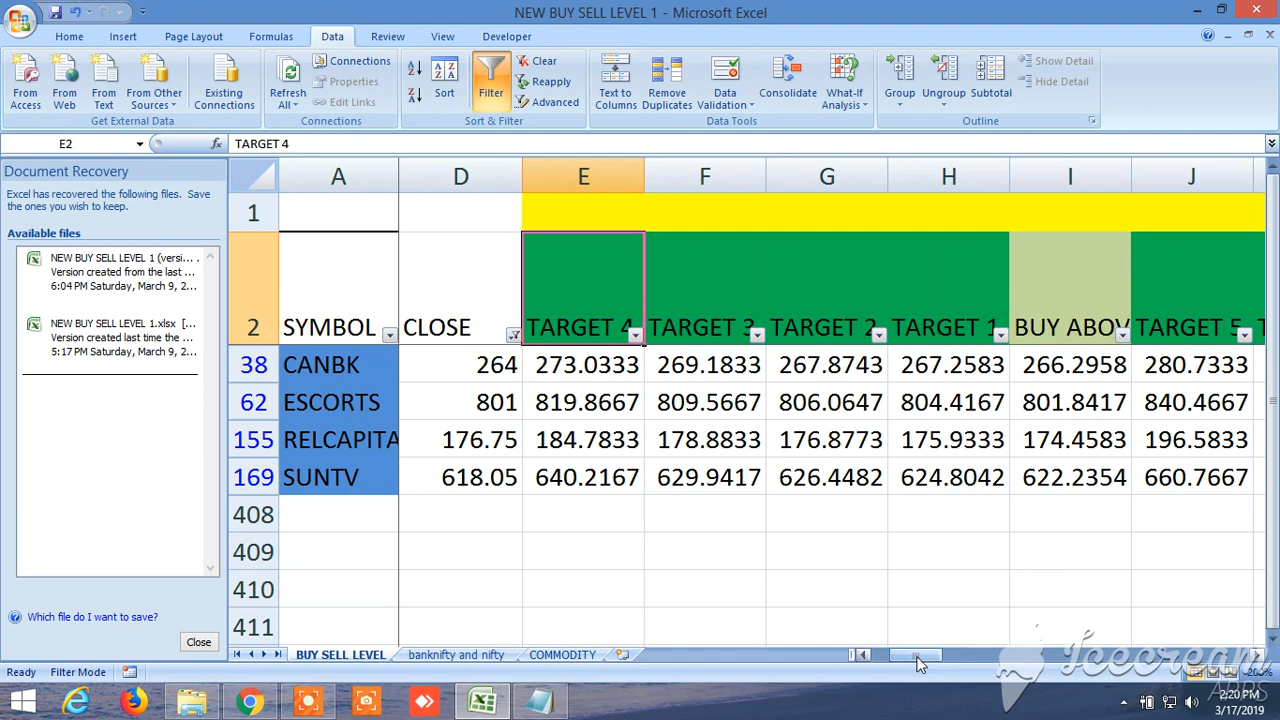 NEW BUY SELL LEVEL 1 - Microsoft Excel
Home Insert Page Layout Formulas Data Review View Developer
From Access
From Web
From Text
From Other Sources
Existing Connections
Get External Data
Refresh All
Connections
Properties
Edit Links
Connections
Sort
Filter
Clear
Reapply
Advanced
Sort & Filter
Text to Columns
Remove Duplicates
Data Validation
Consolidate
What-If Analysis
Data Tools
Group
Ungroup
Subtotal
Show Detail
Hide Detail
Outline
E2 fx TARGET 4
Document Recovery
Excel has recovered the following files. Save
the ones you wish to keep.
Available files
NEW BUY SELL LEVEL 1 (versi...
Version created from the last ...
6:04 PM Saturday, March 9, 2...
NEW BUY SELL LEVEL 1.xlsx [...
Version created last time the ...
5:17 PM Saturday, March 9, 2...
Which file do I want to save?
Close
A D E F G H I J
1
2 SYMBOL CLOSE TARGET 4 TARGET 3 TARGET 2 TARGET 1 BUY ABOV TARGET 5
38 CANBK 264 273.0333 269.1833 267.8743 267.2583 266.2958 280.7333
62 ESCORTS 801 819.8667 809.5667 806.0647 804.4167 801.8417 840.4667
155 RELCAPITA 176.75 184.7833 178.8833 176.8773 175.9333 174.4583 196.5833
169 SUNTV 618.05 640.2167 629.9417 626.4482 624.8042 622.2354 660.7667
408
409
410
411
BUY SELL LEVEL banknifty and nifty COMMODITY
Ready Filter Mode 200%
Icecream
APPS
2:20 PM
3/17/2019